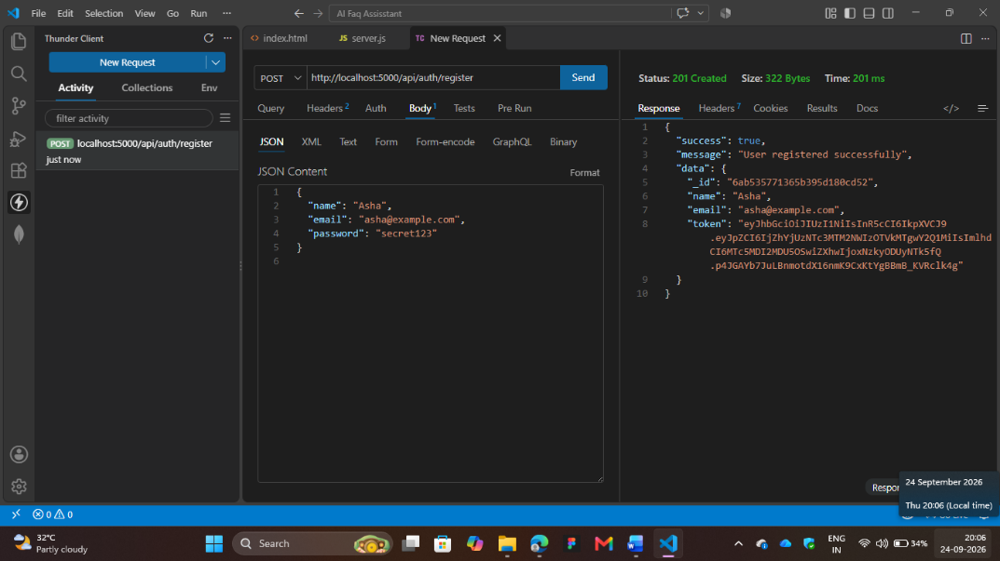 File Edit Selection View Go Run ···
AI Faq Assisstant
Thunder Client
New Request
Activity Collections Env
filter activity
POST localhost:5000/api/auth/register
just now
index.html
JS server.js
TC New Request
POST http://localhost:5000/api/auth/register Send
Query Headers 2 Auth Body 1 Tests Pre Run
JSON XML Text Form Form-encode GraphQL Binary
JSON Content Format
1 {
2 "name": "Asha",
3 "email": "asha@example.com",
4 "password": "secret123"
5 }
6
Status: 201 Created Size: 322 Bytes Time: 201 ms
Response Headers 7 Cookies Results Docs
1 {
2 "success": true,
3 "message": "User registered successfully",
4 "data": {
5 "_id": "6ab535771365b395d180cd52",
6 "name": "Asha",
7 "email": "asha@example.com",
8 "token": "eyJhbGciOiJIUzI1NiIsInR5cCI6IkpXVCJ9
.eyJpZCI6IjZhYjUzNTc3MTM2NWIzOTVkMTgwY2Q1MiIsImlhd
CI6MTc5MDI2MDU5OSwiZXhwIjoxNzkyODUyNTk5fQ
.p4JGAYb7JuLBnmotdX16nmK9CxKtYgBBmB_KVRclk4g"
9 }
10 }
Respon
24 September 2026
Thu 20:06 (Local time)
0 0
32°C
Partly cloudy
Search
ENG
IN
34%
20:06
24-09-2026